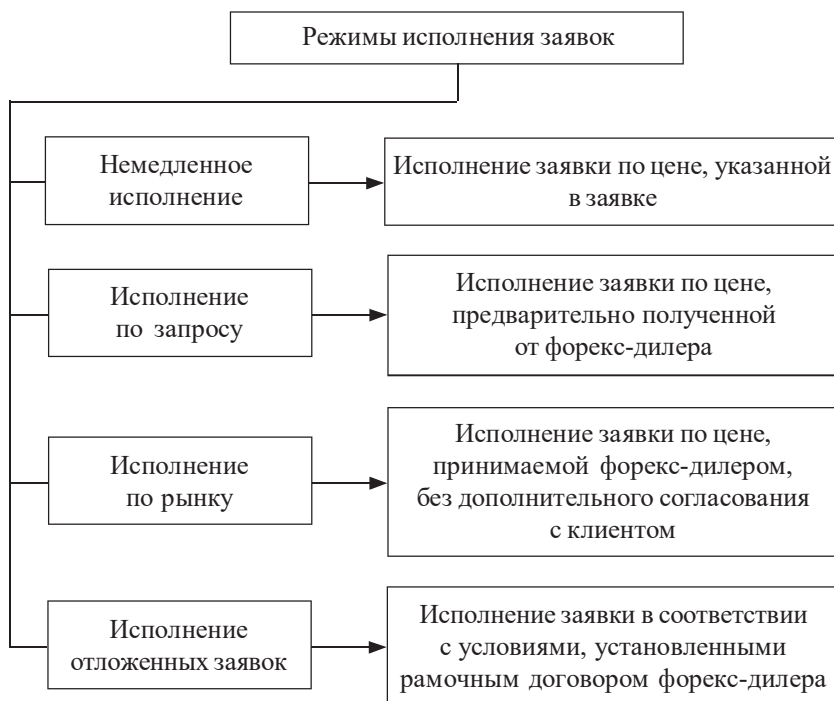 Режимы исполнения заявок
Немедленное
исполнение
Исполнение заявки по цене, указанной
в заявке
Исполнение
по запросу
Исполнение заявки по цене,
предварительно полученной
от форекс-дилера
Исполнение
по рынку
Исполнение заявки по цене,
принимаемой форекс-дилером,
без дополнительного согласования
с клиентом
Исполнение
отложенных заявок
Исполнение заявки в соответствии
с условиями, установленными
рамочным договором форекс-дилера